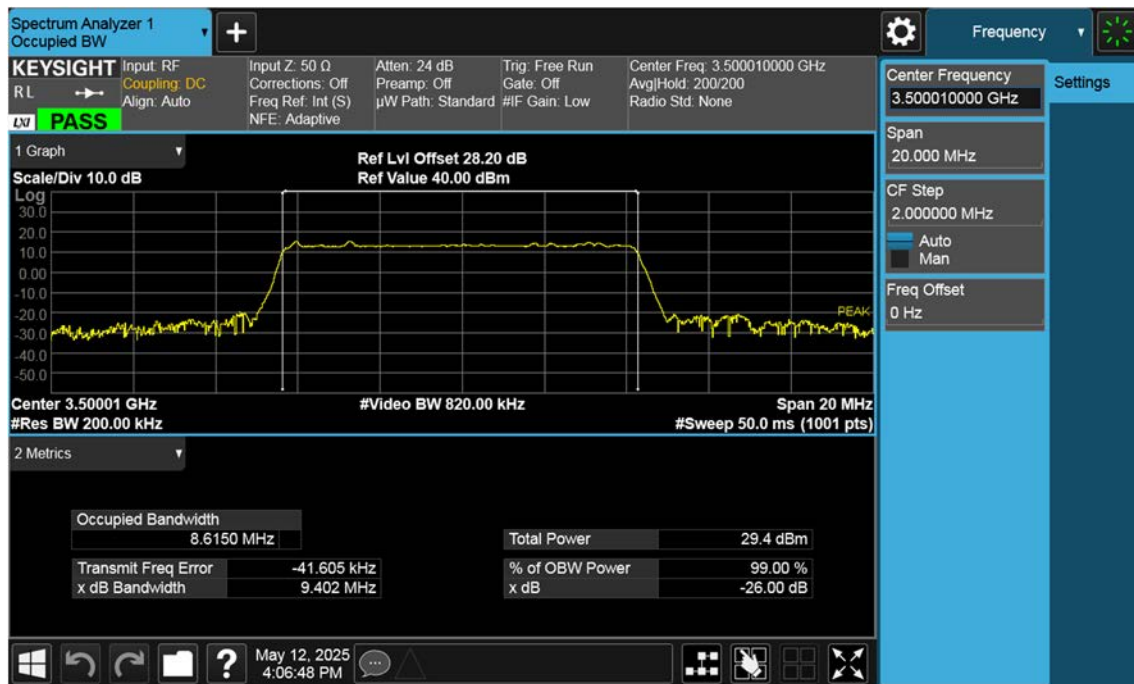 Spectrum Analyzer 1
Occupied BW
+
Frequency
KEYSIGHT
RL
LXI
PASS
Input: RF
Coupling: DC
Align: Auto
Input Z: 50 Ω
Corrections: Off
Freq Ref: Int (S)
NFE: Adaptive
Atten: 24 dB
Preamp: Off
µW Path: Standard
Trig: Free Run
Gate: Off
#IF Gain: Low
Center Freq: 3.500010000 GHz
Avg|Hold: 200/200
Radio Std: None
Center Frequency
3.500010000 GHz
Settings
Span
20.000 MHz
CF Step
2.000000 MHz
Auto
Man
Freq Offset
0 Hz
1 Graph
Scale/Div 10.0 dB
Ref Lvl Offset 28.20 dB
Ref Value 40.00 dBm
Log
30.0
20.0
10.0
0.00
-10.0
-20.0
-30.0
-40.0
-50.0
PEAK
Center 3.50001 GHz
#Video BW 820.00 kHz
Span 20 MHz
#Res BW 200.00 kHz
#Sweep 50.0 ms (1001 pts)
2 Metrics
Occupied Bandwidth
8.6150 MHz
Total Power 29.4 dBm
Transmit Freq Error -41.605 kHz
% of OBW Power 99.00 %
x dB Bandwidth 9.402 MHz
x dB -26.00 dB
?
May 12, 2025
4:06:48 PM